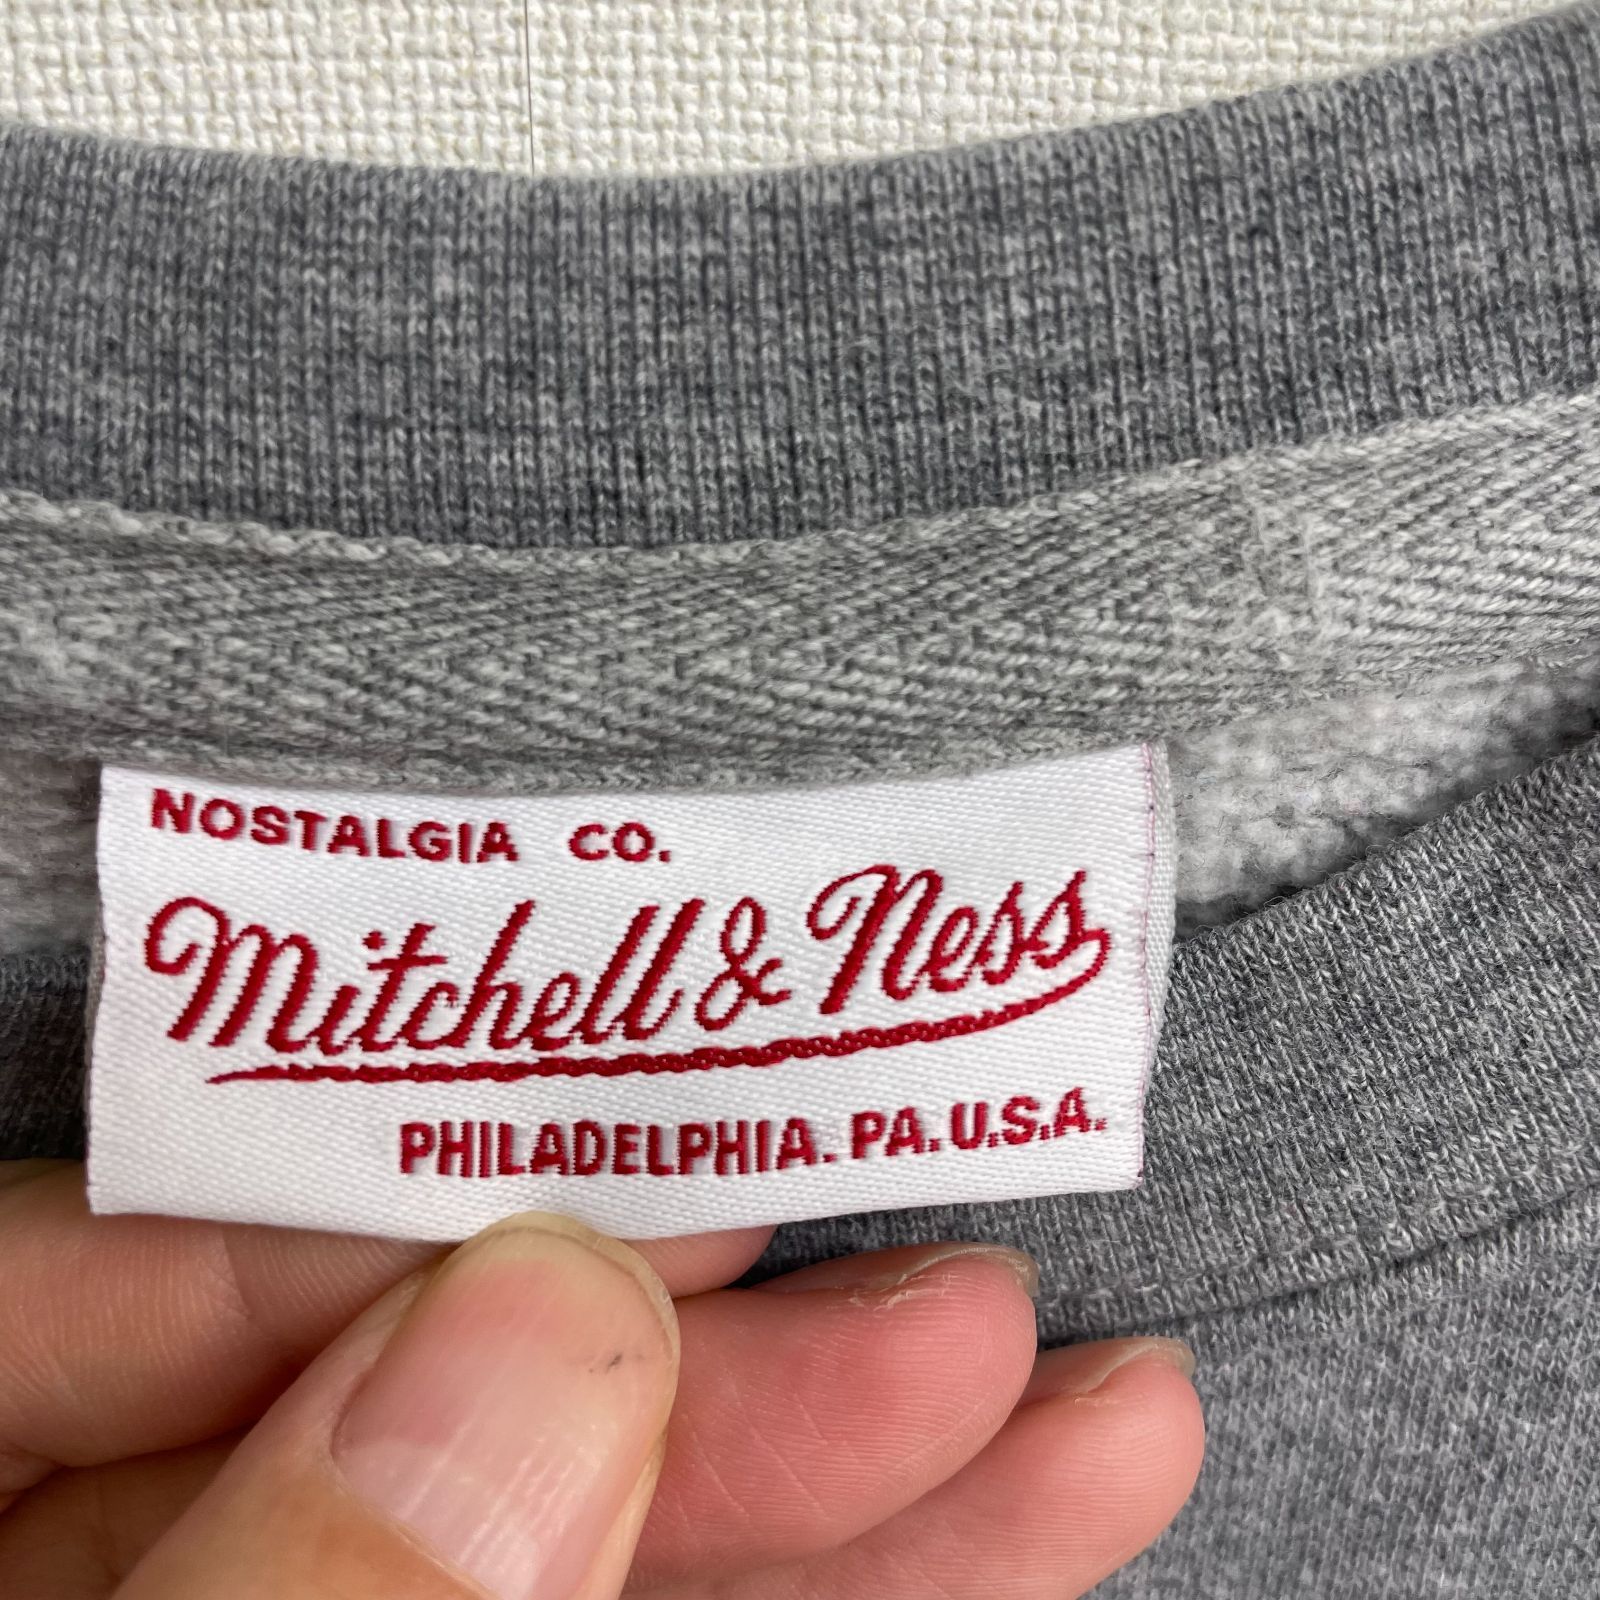 NOSTALGIA CO.
Mitchell & Ness
PHILADELPHIA. PA. U.S.A.